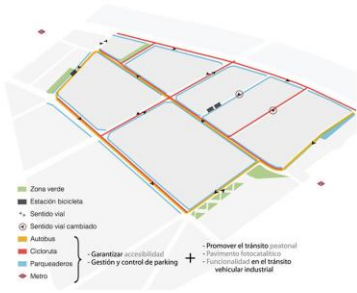 Zona verde
Estación bicicleta
Sentido vial
Sentido vial cambiado
Autobus
Cicloruta
Parqueaderos
Metro
- Garantizar accesibilidad
- Gestión y control de parking
+
- Promover el tránsito peatonal
- Pavimento fotocatalítico
- Funcionalidad en el tránsito
vehicular industrial